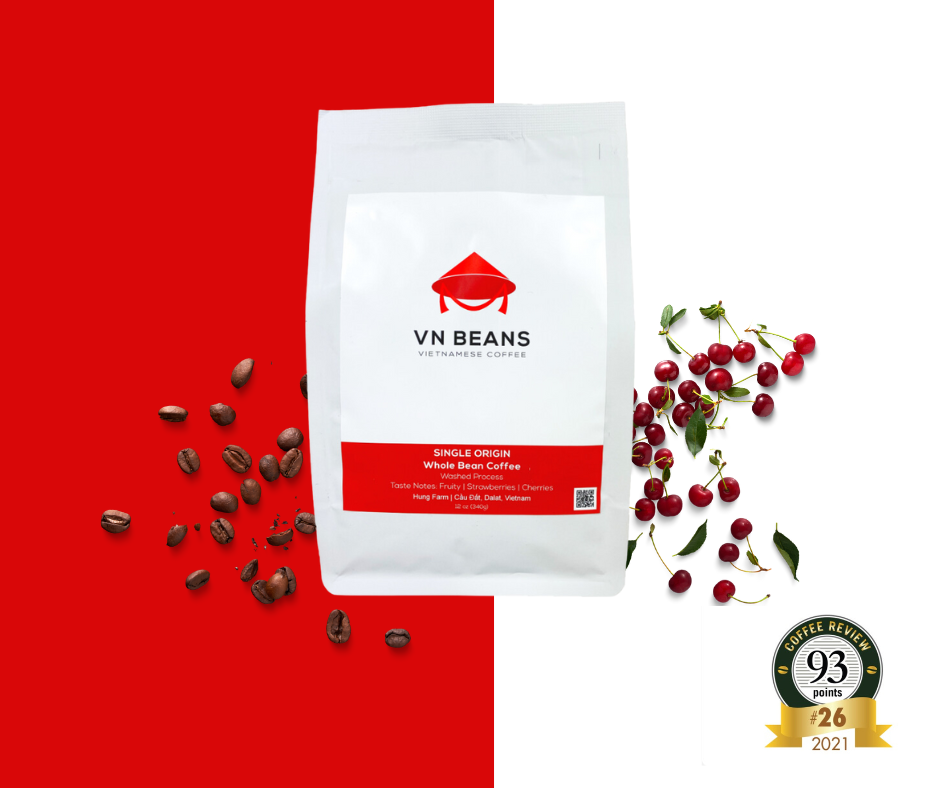 VN BEANS
VIETNAMESE COFFEE
SINGLE ORIGIN
Whole Bean Coffee
Washed Process
Taste Notes: Fruity | Strawberries | Cherries
Hung Farm | Cầu Đất, Dalat, Vietnam
12 oz (340g)
COFFEE REVIEW
93
points
#26
2021